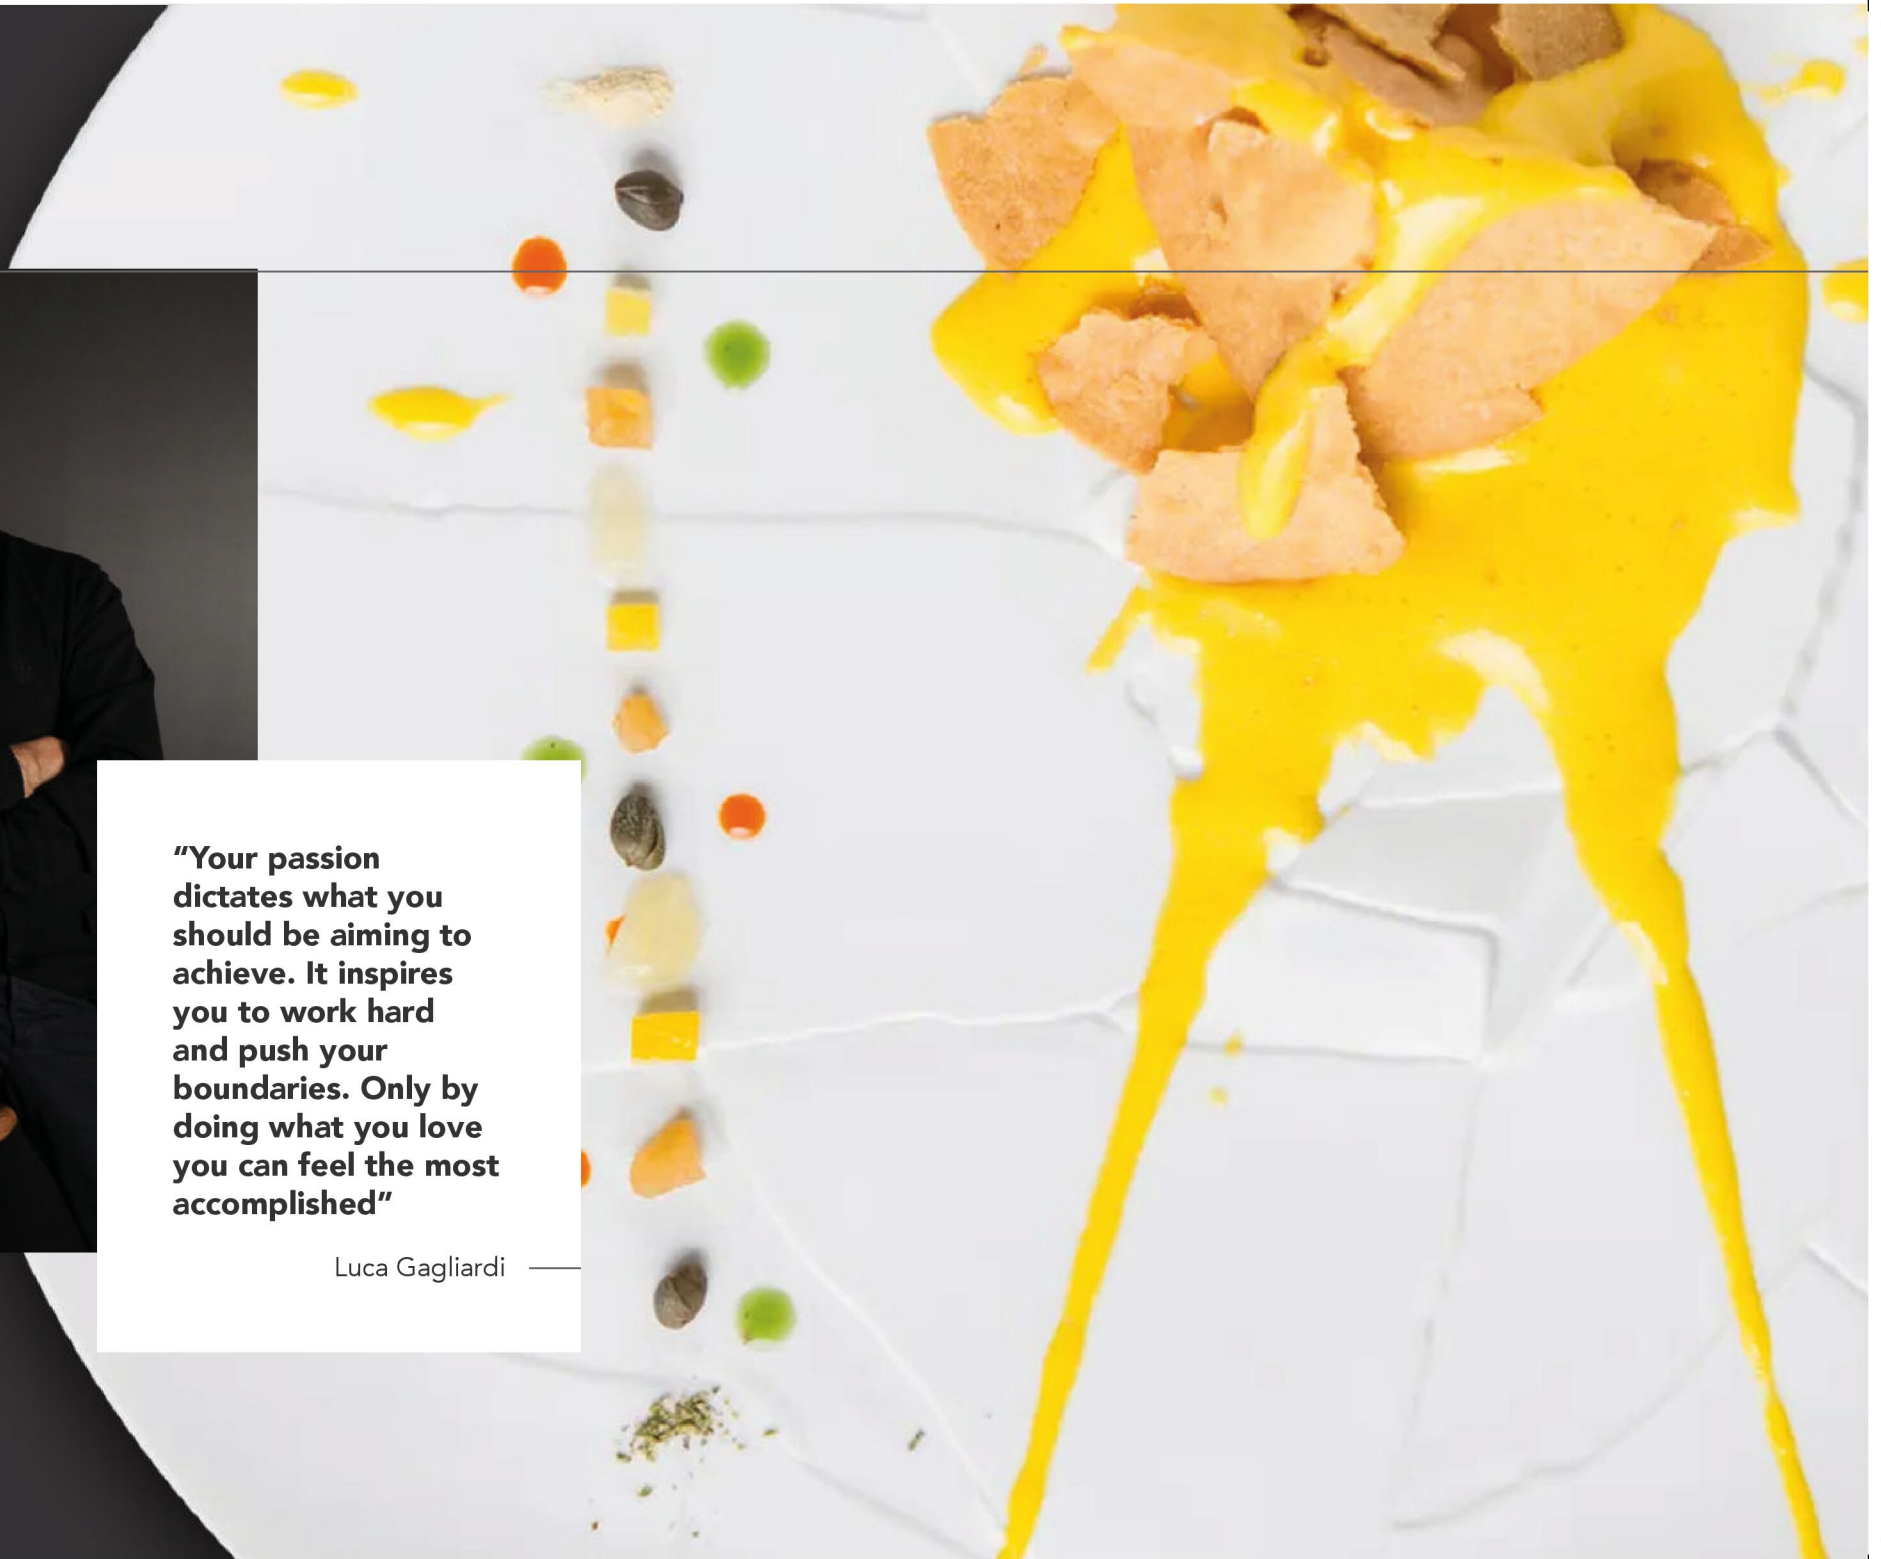 “Your passion
dictates what you
should be aiming to
achieve. It inspires
you to work hard
and push your
boundaries. Only by
doing what you love
you can feel the most
accomplished”
Luca Gagliardi